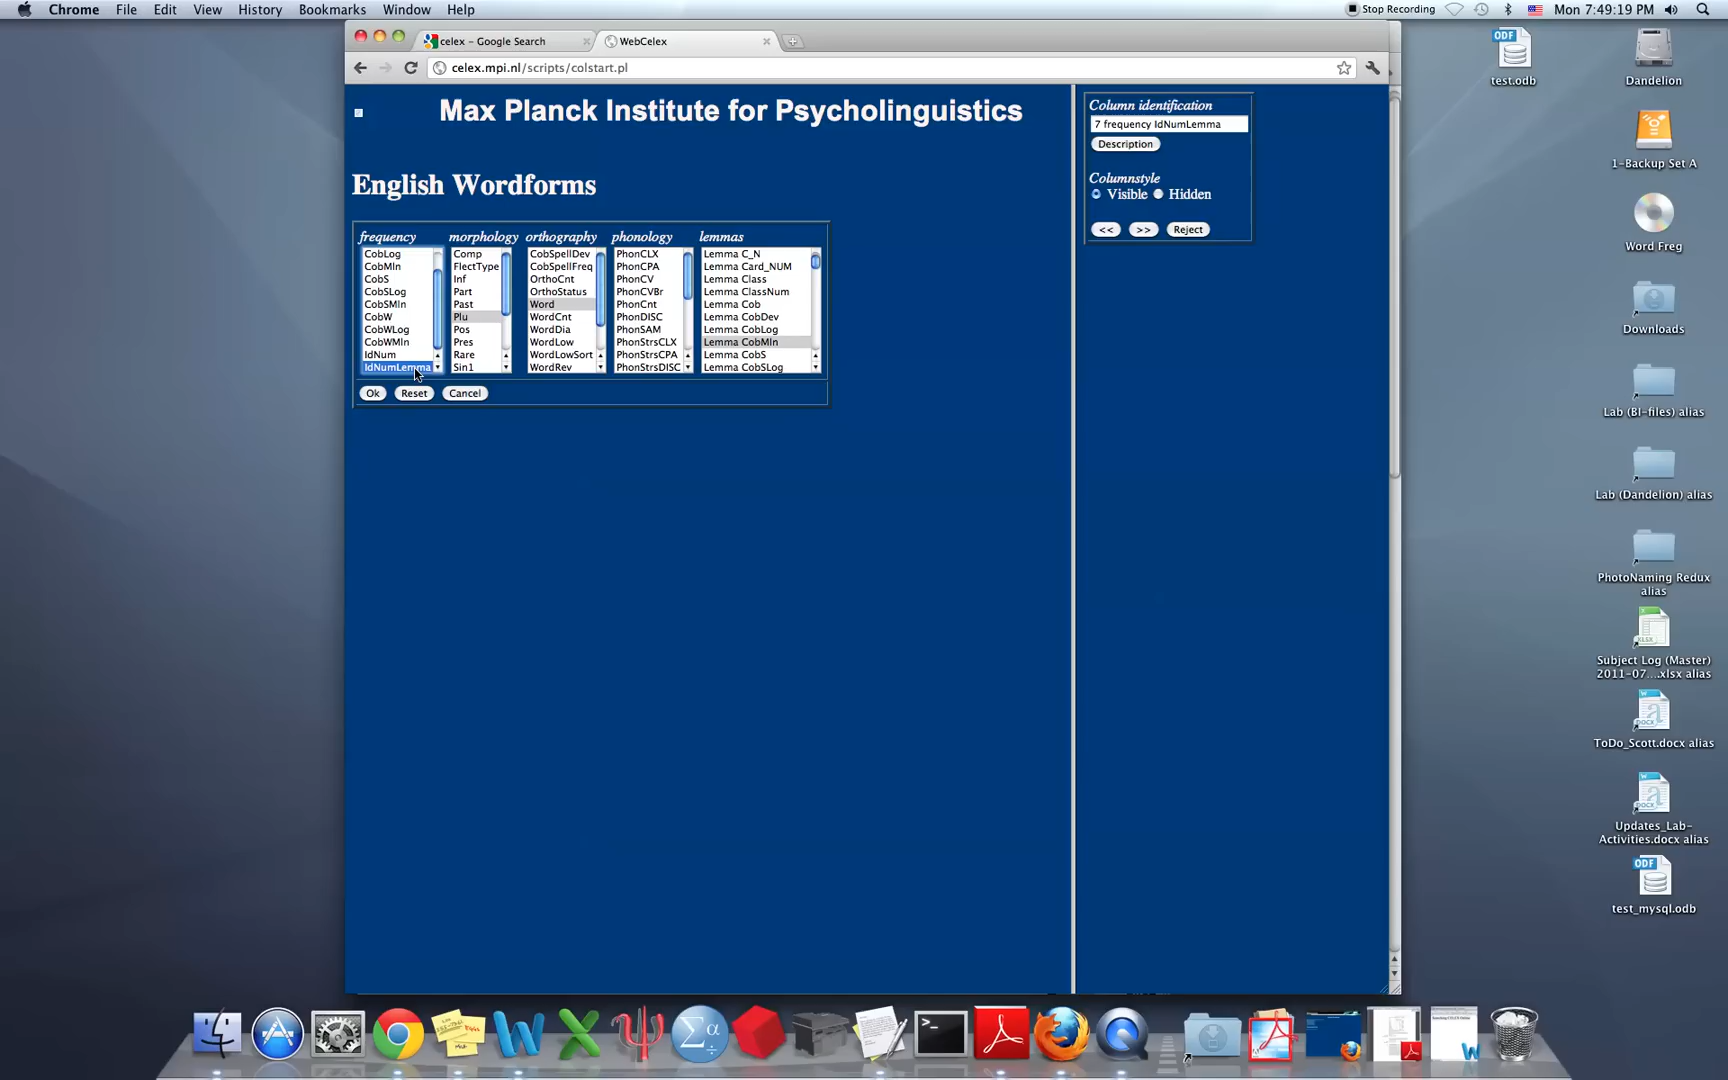 Chrome File Edit View History Bookmarks Window Help
Stop Recording Mon 7:49:19 PM
celex – Google Search
WebCelex
celex.mpi.nl/scripts/colstart.pl
Max Planck Institute for Psycholinguistics
English Wordforms
frequency morphology orthography phonology lemmas
CobLog Comp CobSpellDev PhonCLX Lemma C_N
CobMln FlectType CobSpellFreq PhonCPA Lemma Card_NUM
CobS Inf OrthoCnt PhonCV Lemma Class
CobSLog Part OrthoStatus PhonCVBr Lemma ClassNum
CobSMln Past Word PhonCnt Lemma Cob
CobW Plu WordCnt PhonDISC Lemma CobDev
CobWLog Pos WordDia PhonSAM Lemma CobLog
CobWMln Pres WordLow PhonStrsCLX Lemma CobMln
IdNum Rare WordLowSort PhonStrsCPA Lemma CobS
IdNumLemma Sin1 WordRev PhonStrsDISC Lemma CobSLog
Ok Reset Cancel
Column identification
7 frequency IdNumLemma
Description
Columnstyle
Visible Hidden
<< >> Reject
ODF
test.odb
Dandelion
1-Backup Set A
Word Freq
Downloads
Lab (BI-files) alias
Lab (Dandelion) alias
PhotoNaming Redux
alias
XLSX
Subject Log (Master)
2011-07....xlsx alias
DOCX
ToDo_Scott.docx alias
DOCX
Updates_Lab-
Activities.docx alias
ODF
test_mysql.odb